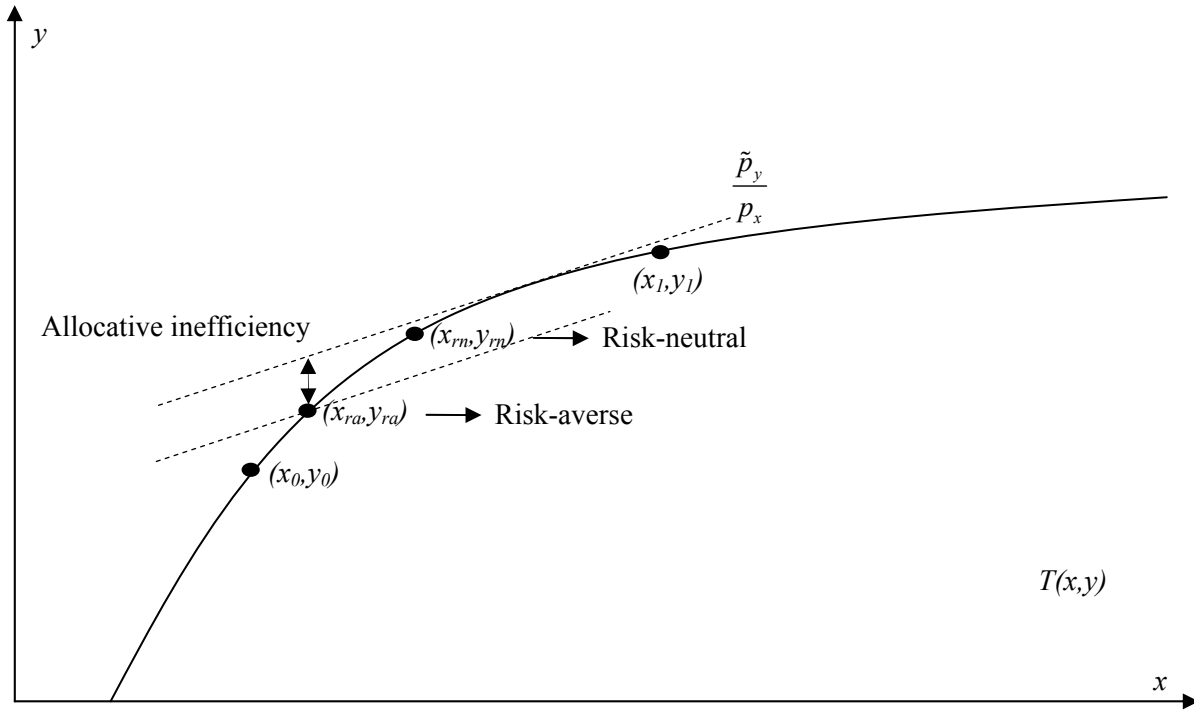 y
p̃_y
p_x
(x_1,y_1)
Allocative inefficiency
(x_rn,y_rn) Risk-neutral
(x_ra,y_ra) Risk-averse
(x_0,y_0)
T(x,y)
x